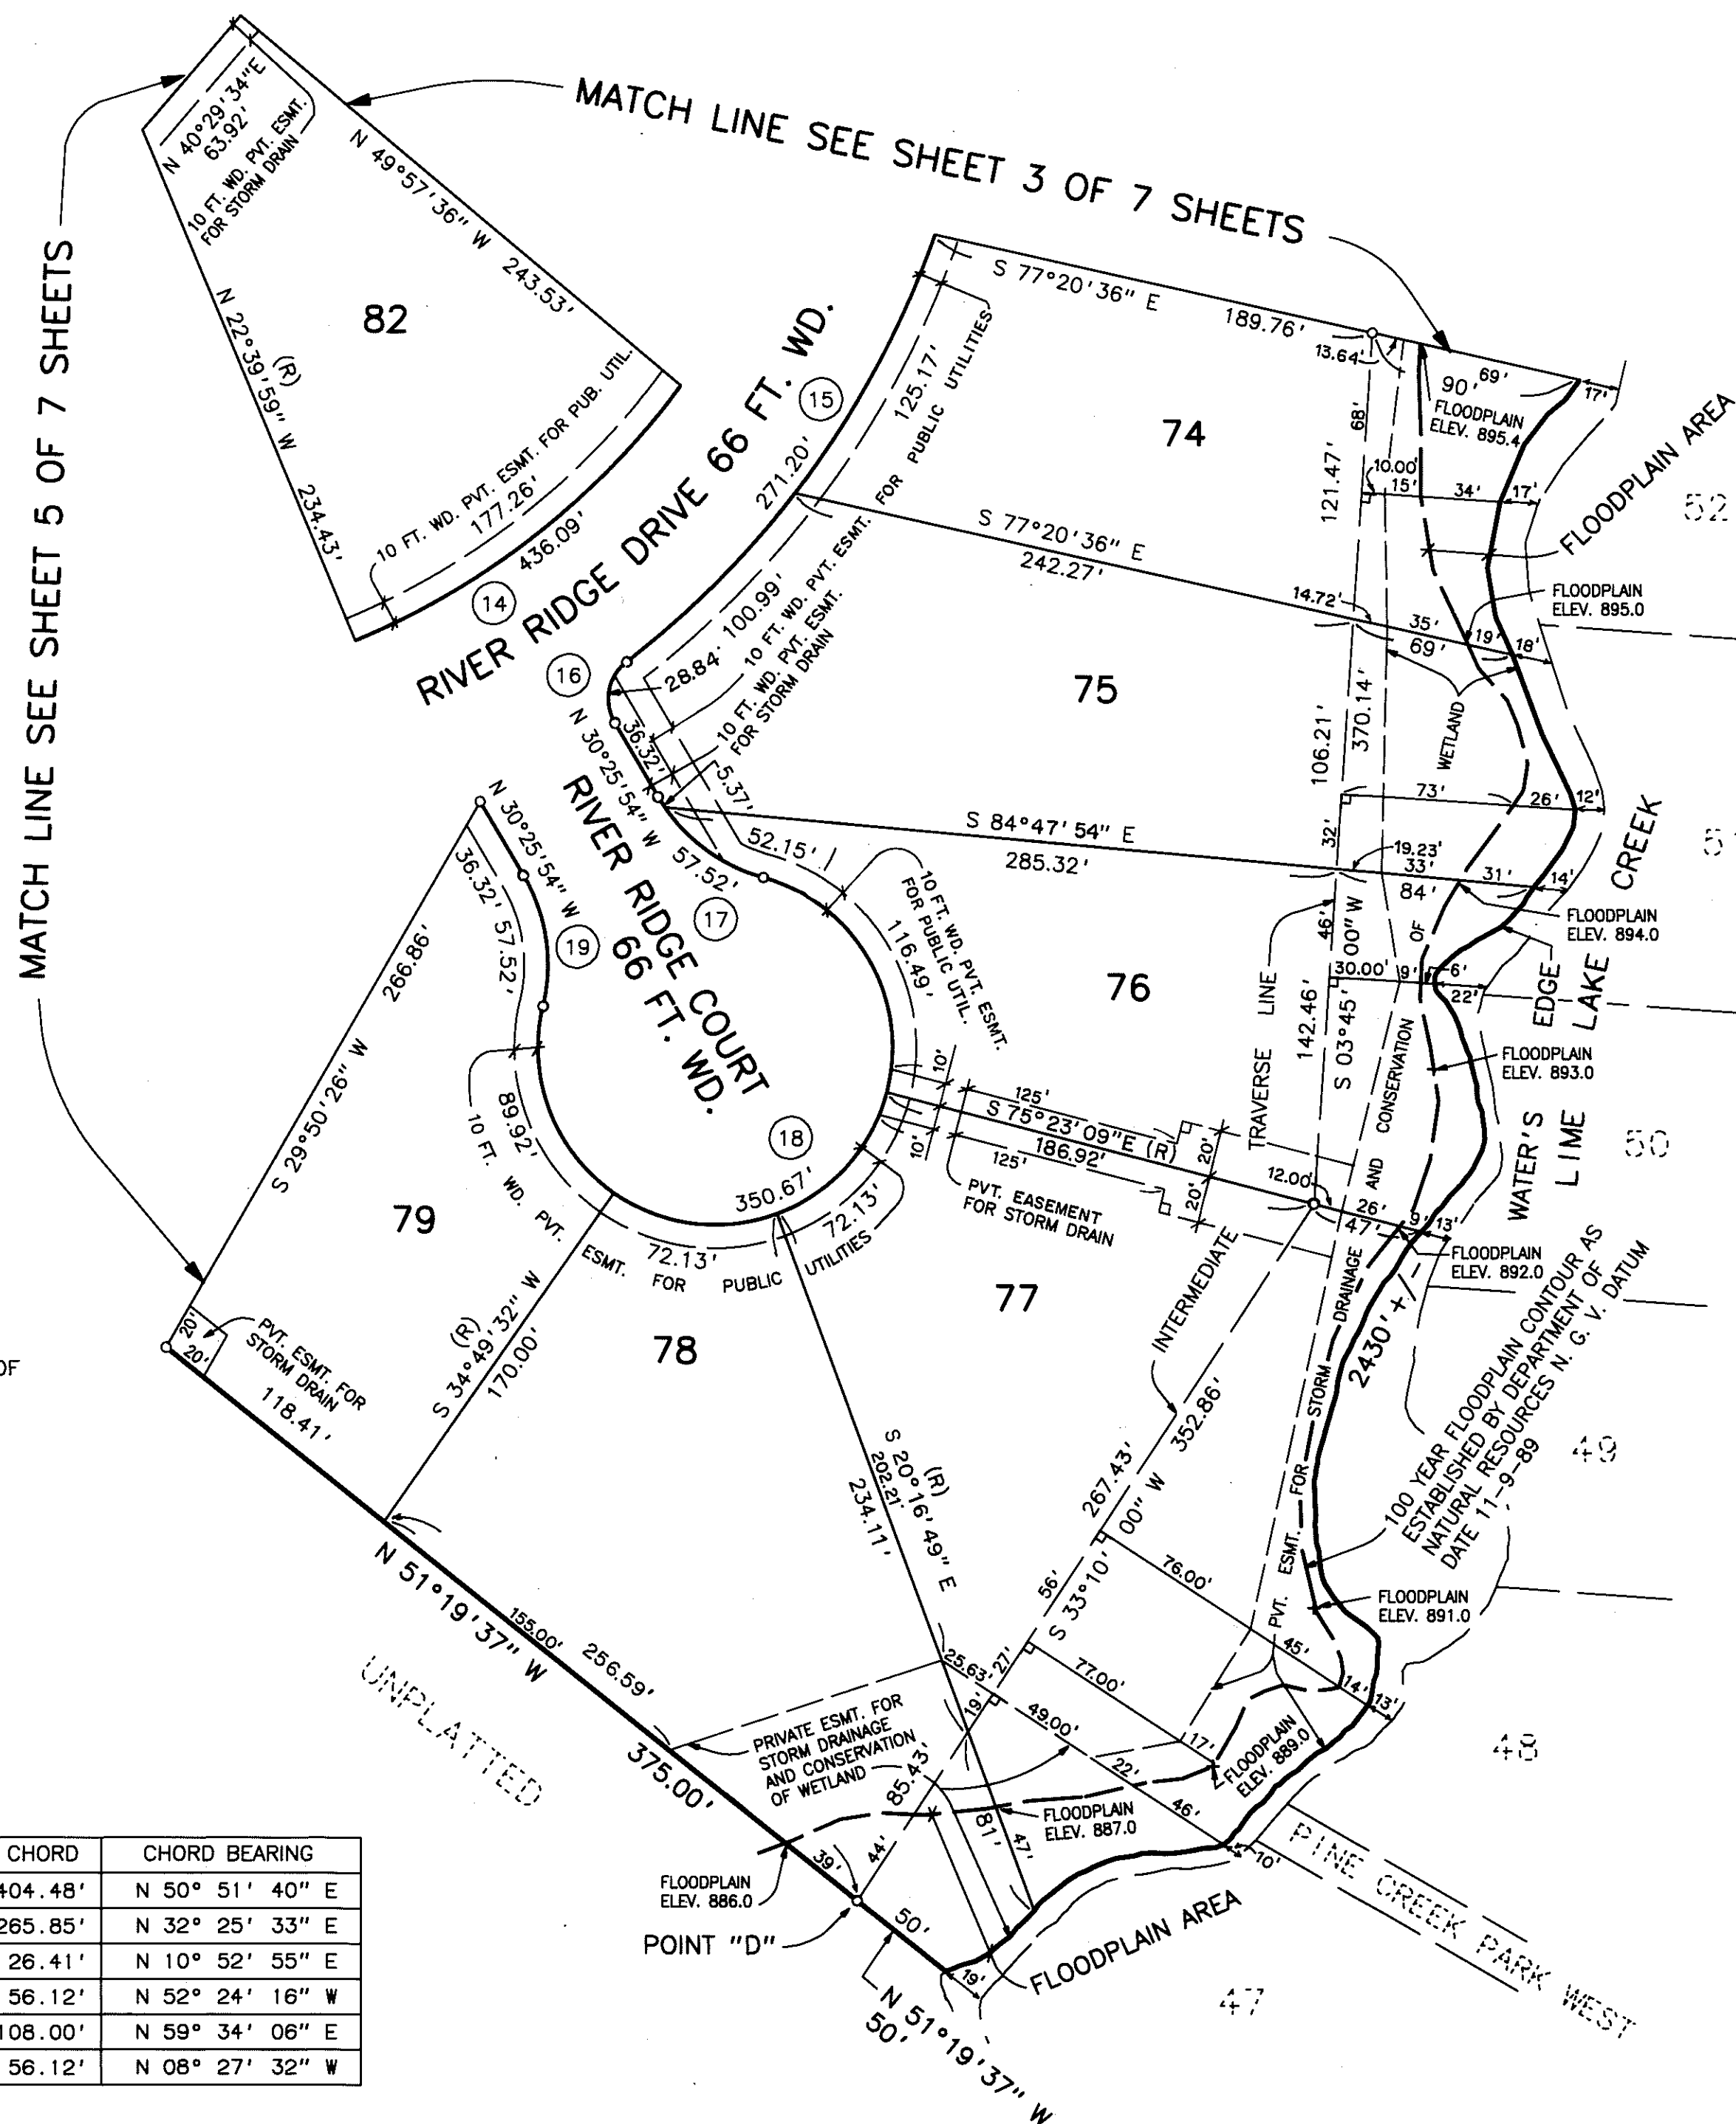 MATCH LINE SEE SHEET 5 OF 7 SHEETS
MATCH LINE SEE SHEET 3 OF 7 SHEETS
N 40°29'34"E
63.92'
10 FT. WD. PVT. ESMT.
FOR STORM DRAIN
N 49°57'36" W
243.53'
82
N 22°39'59" W
(R)
234.43'
10 FT. WD. PVT. ESMT. FOR PUB. UTIL.
177.26'
436.09'
14
RIVER RIDGE DRIVE 66 FT. WD.
15
271.20'
125.17'
10 FT. WD. PVT. ESMT. FOR PUBLIC UTILITIES
100.99'
28.84'
10 FT. WD. PVT. ESMT.
FOR STORM DRAIN
16
36.32'
N 30°25'54" W
5.37'
52.15'
57.52'
17
S 77°20'36" E
189.76'
13.64'
69'
90'
17'
FLOODPLAIN
ELEV. 895.4
68'
74
121.47'
10.00'
15'
34'
17'
FLOODPLAIN AREA
52
S 77°20'36" E
242.27'
14.72'
35'
19'
69'
18'
FLOODPLAIN
ELEV. 895.0
75
106.21'
370.14'
WETLAND
73'
26'
12'
32'
S 84°47'54" E
285.32'
19.23'
33'
31'
14'
84'
FLOODPLAIN
ELEV. 894.0
5
46'
76
142.46'
S 03°45'00" W
30.00'
9'
6'
22'
FLOODPLAIN
ELEV. 893.0
WATER'S EDGE
LIME LAKE CREEK
50
TRAVERSE LINE
INTERMEDIATE
PVT. ESMT. FOR STORM DRAINAGE AND CONSERVATION OF
RIVER RIDGE COURT
66 FT. WD.
N 30°25'54" W
36.32'
57.52'
19
266.86'
S 29°50'26" W
89.92'
10 FT. WD. PVT. ESMT. FOR PUBLIC UTILITIES
72.13'
72.13'
350.67'
18
116.49'
10 FT. WD. PVT. ESMT.
FOR PUBLIC UTIL.
10'
10'
125'
S 75°23'09"E (R)
186.92'
125'
20'
20'
PVT. EASEMENT
FOR STORM DRAIN
12.00'
26'
47'
9'
13'
FLOODPLAIN
ELEV. 892.0
2430' ±
100 YEAR FLOODPLAIN CONTOUR AS
ESTABLISHED BY DEPARTMENT OF
NATURAL RESOURCES N. G. V. DATUM
DATE 11-9-89
49
79
20'
20'
PVT. ESMT. FOR
STORM DRAIN
118.41'
S 34°49'32" W
(R)
170.00'
OF
78
77
S 20°16'49" E
(R)
202.21'
234.11'
267.43'
352.86'
S 33°10'00" W
56'
27'
19'
76.00'
45'
14'
13'
FLOODPLAIN
ELEV. 891.0
25.63'
77.00'
17'
49.00'
22'
46'
10'
FLOODPLAIN
ELEV. 889.0
48
N 51°19'37" W
155.00'
256.59'
375.00'
UNPLATTED
PRIVATE ESMT. FOR
STORM DRAINAGE
AND CONSERVATION
OF WETLAND
85.43'
44'
81'
47'
FLOODPLAIN
ELEV. 887.0
39'
FLOODPLAIN
ELEV. 886.0
POINT "D"
50'
19'
FLOODPLAIN AREA
N 51°19'37" W
50'
47
PINE CREEK PARK WEST
CHORD CHORD BEARING
404.48' N 50° 51' 40" E
265.85' N 32° 25' 33" E
26.41' N 10° 52' 55" E
56.12' N 52° 24' 16" W
108.00' N 59° 34' 06" E
56.12' N 08° 27' 32" W